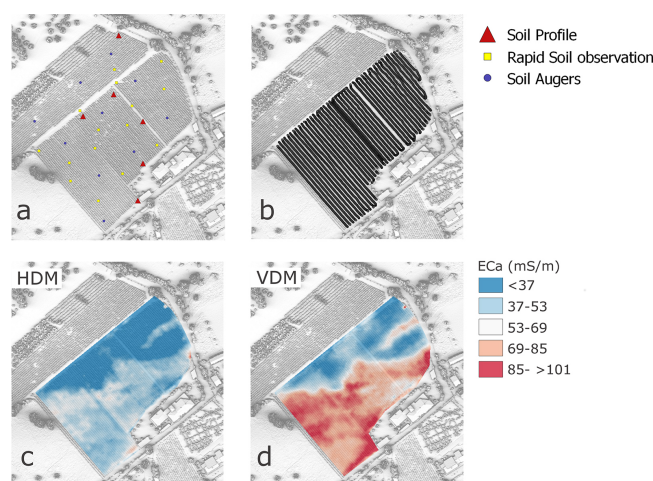 Soil Profile
Rapid Soil observation
Soil Augers
a
b
HDM
VDM
ECa (mS/m)
<37
37-53
53-69
69-85
85- >101
c
d